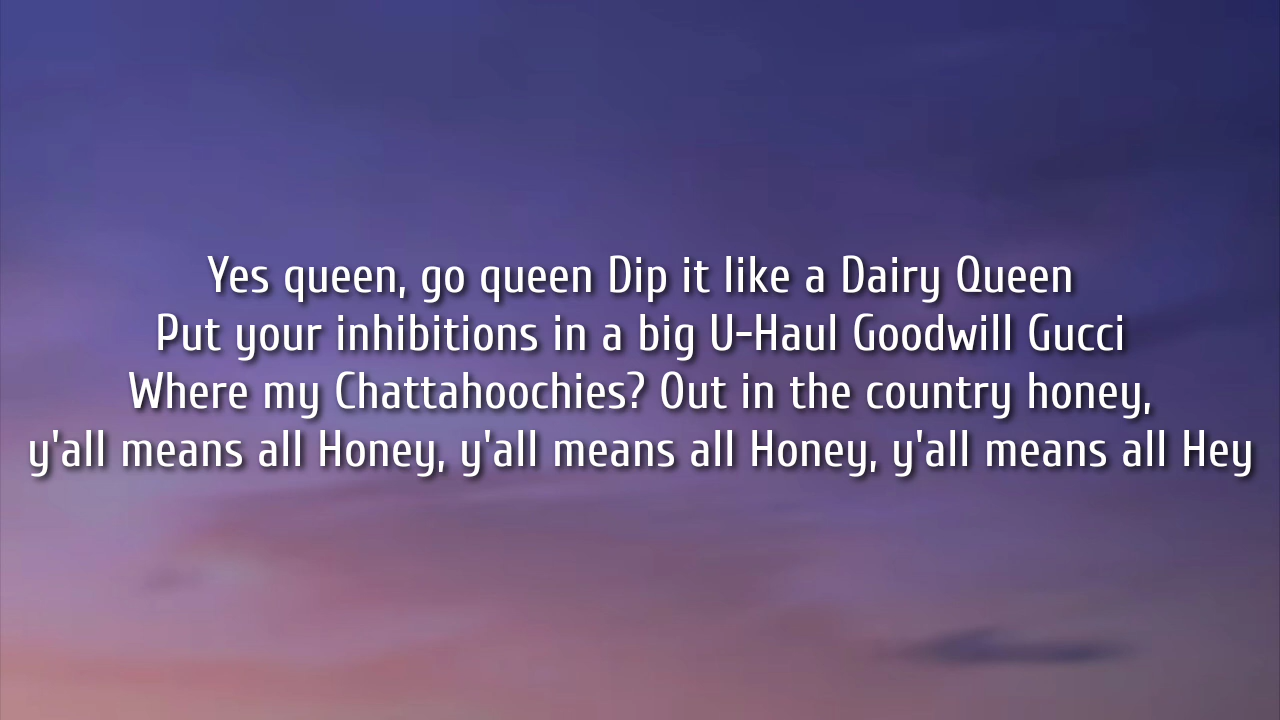 Yes queen, go queen Dip it like a Dairy Queen
Put your inhibitions in a big U-Haul Goodwill Gucci
Where my Chattahoochies? Out in the country honey,
y'all means all Honey, y'all means all Honey, y'all means all Hey